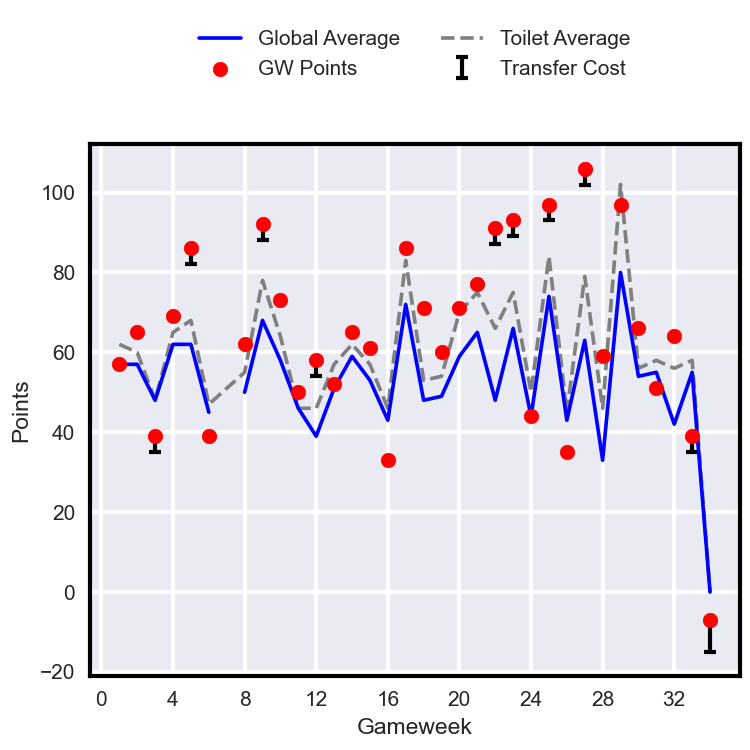 Global Average
Toilet Average
GW Points
Transfer Cost
100
80
60
40
20
0
−20
Points
0 4 8 12 16 20 24 28 32
Gameweek